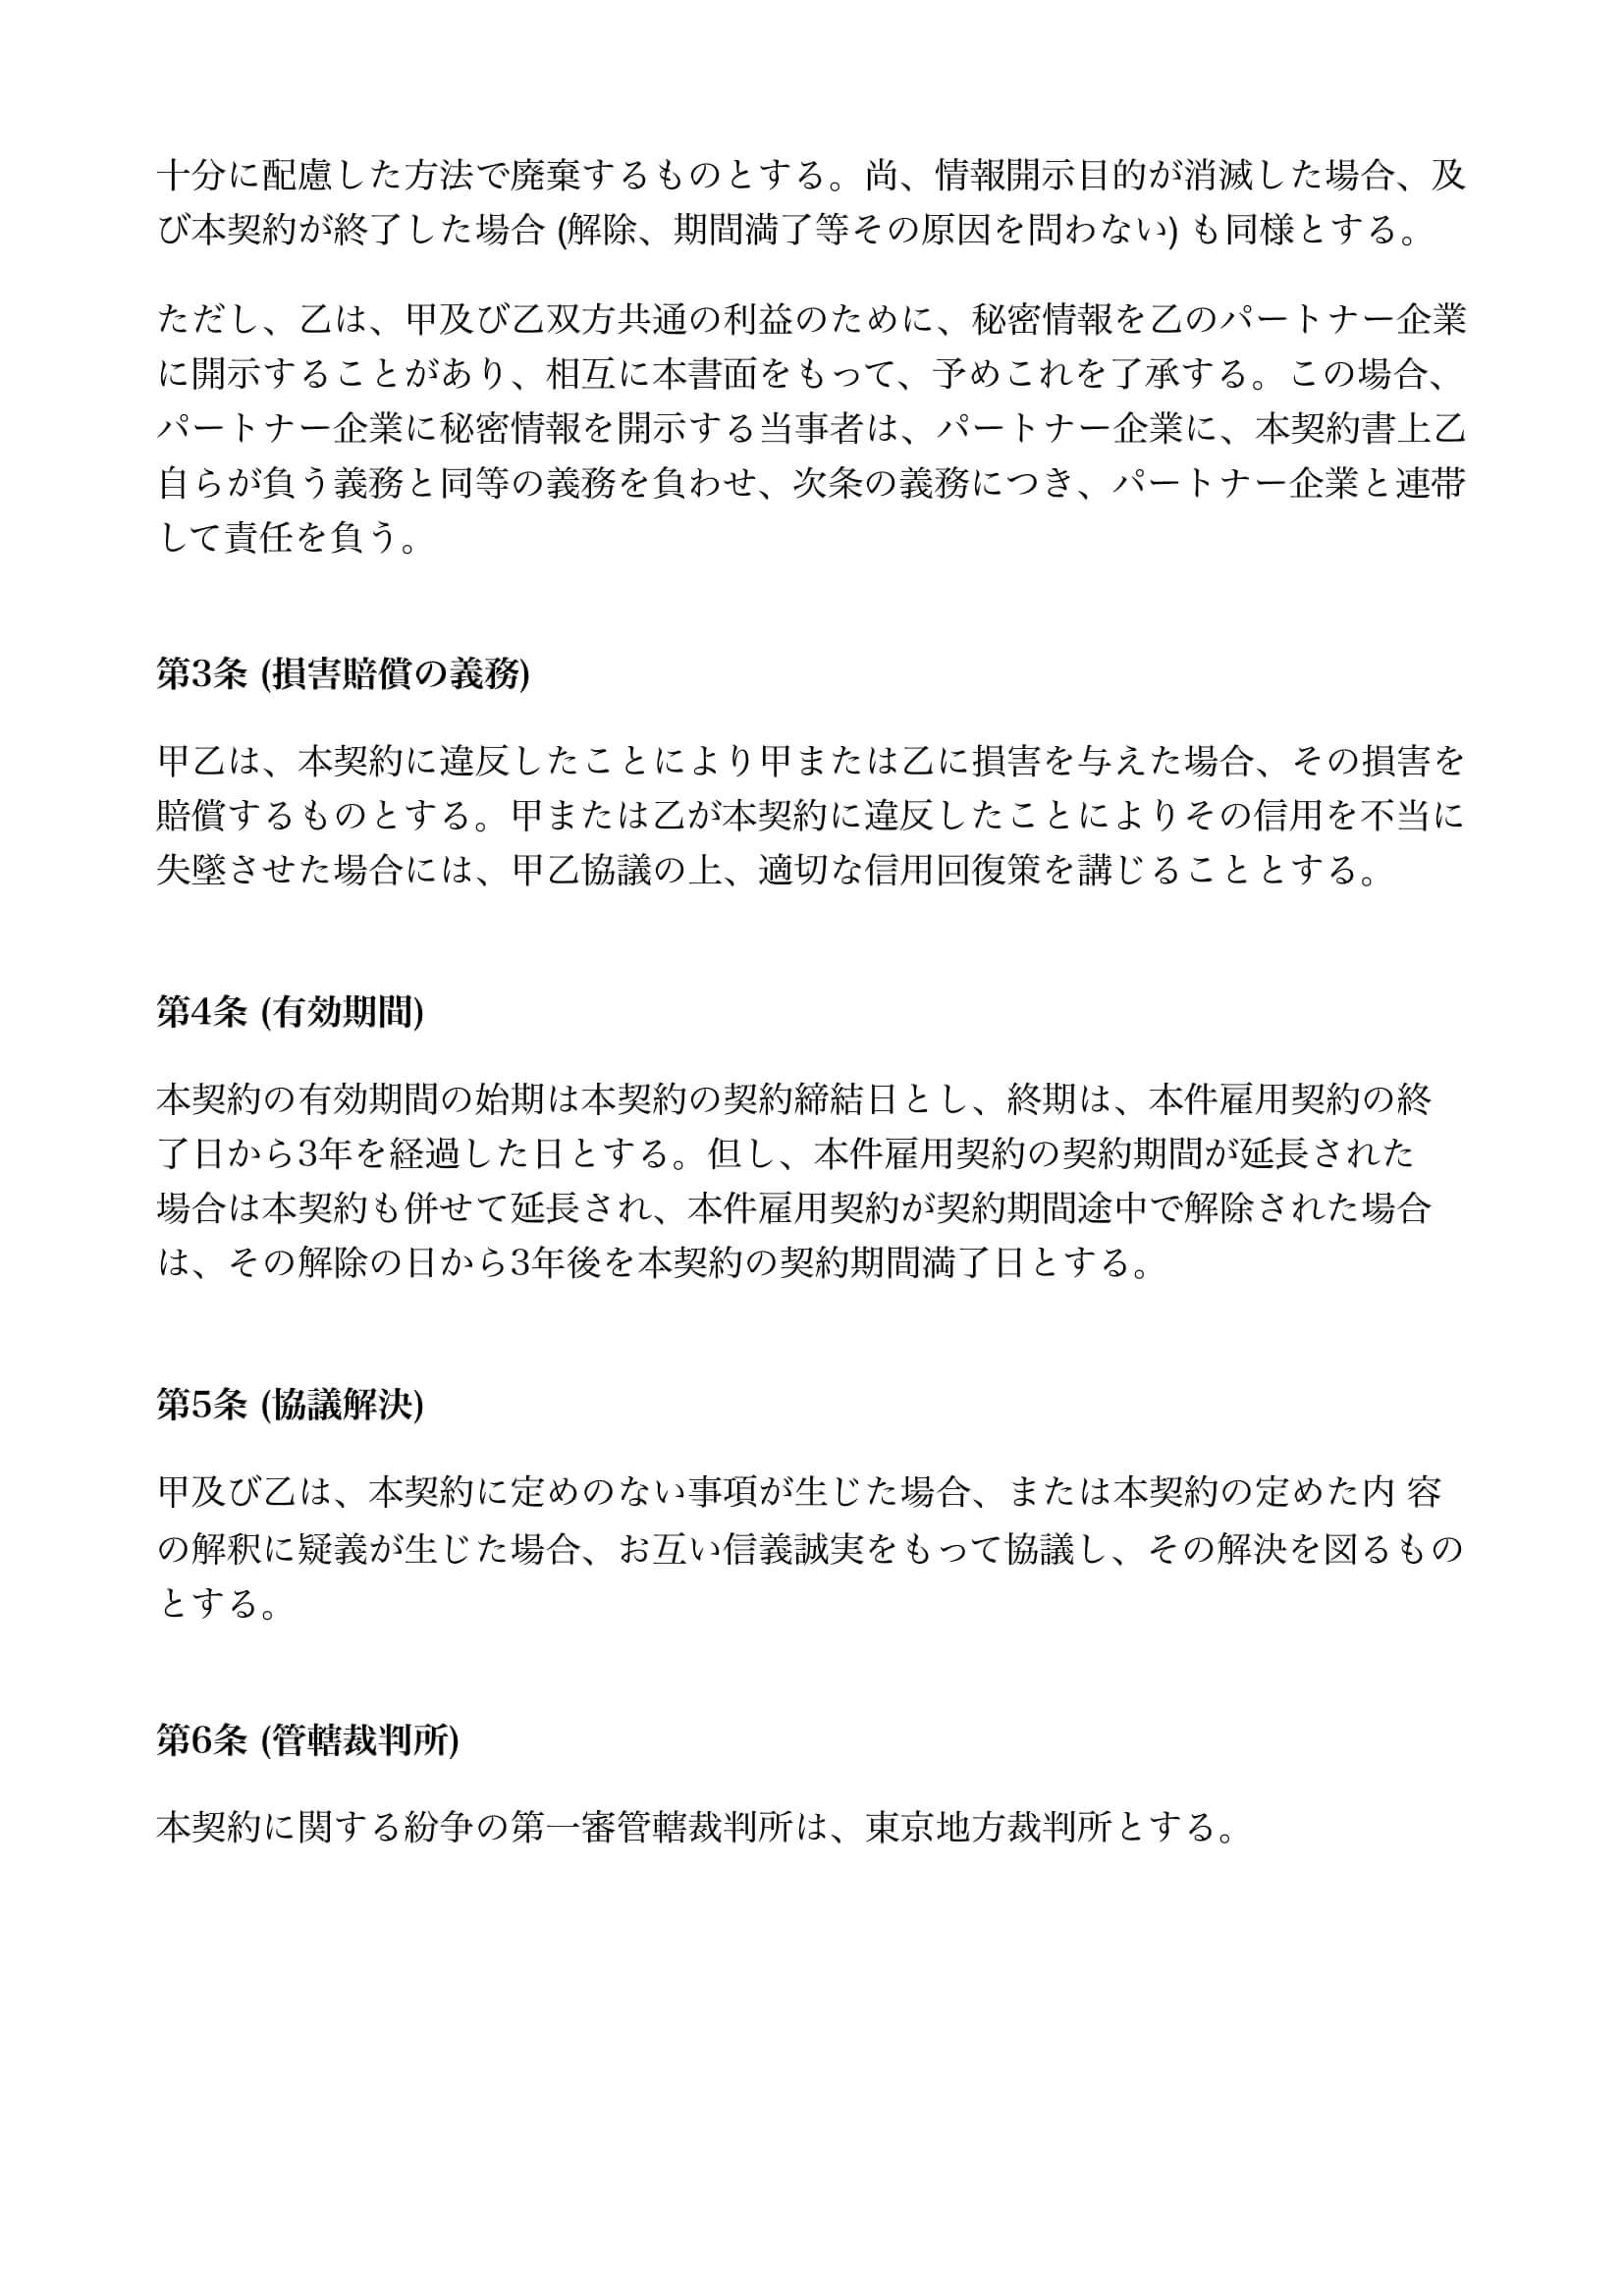 十分に配慮した方法で廃棄するものとする。尚、情報開示目的が消滅した場合、及
び本契約が終了した場合 (解除、期間満了等その原因を問わない) も同様とする。
ただし、乙は、甲及び乙双方共通の利益のために、秘密情報を乙のパートナー企業
に開示することがあり、相互に本書面をもって、予めこれを了承する。この場合、
パートナー企業に秘密情報を開示する当事者は、パートナー企業に、本契約書上乙
自らが負う義務と同等の義務を負わせ、次条の義務につき、パートナー企業と連帯
して責任を負う。
第3条 (損害賠償の義務)
甲乙は、本契約に違反したことにより甲または乙に損害を与えた場合、その損害を
賠償するものとする。甲または乙が本契約に違反したことによりその信用を不当に
失墜させた場合には、甲乙協議の上、適切な信用回復策を講じることとする。
第4条 (有効期間)
本契約の有効期間の始期は本契約の契約締結日とし、終期は、本件雇用契約の終
了日から3年を経過した日とする。但し、本件雇用契約の契約期間が延長された
場合は本契約も併せて延長され、本件雇用契約が契約期間途中で解除された場合
は、その解除の日から3年後を本契約の契約期間満了日とする。
第5条 (協議解決)
甲及び乙は、本契約に定めのない事項が生じた場合、または本契約の定めた内 容
の解釈に疑義が生じた場合、お互い信義誠実をもって協議し、その解決を図るもの
とする。
第6条 (管轄裁判所)
本契約に関する紛争の第一審管轄裁判所は、東京地方裁判所とする。